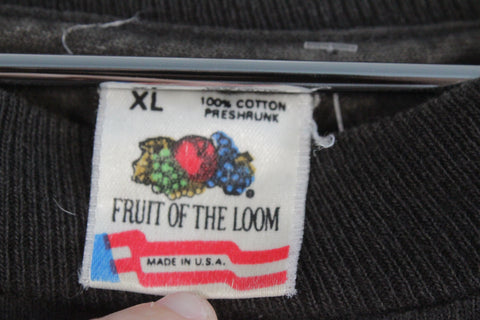 XL
100% COTTON
PRESHRUNK
FRUIT OF THE LOOM
MADE IN U.S.A.